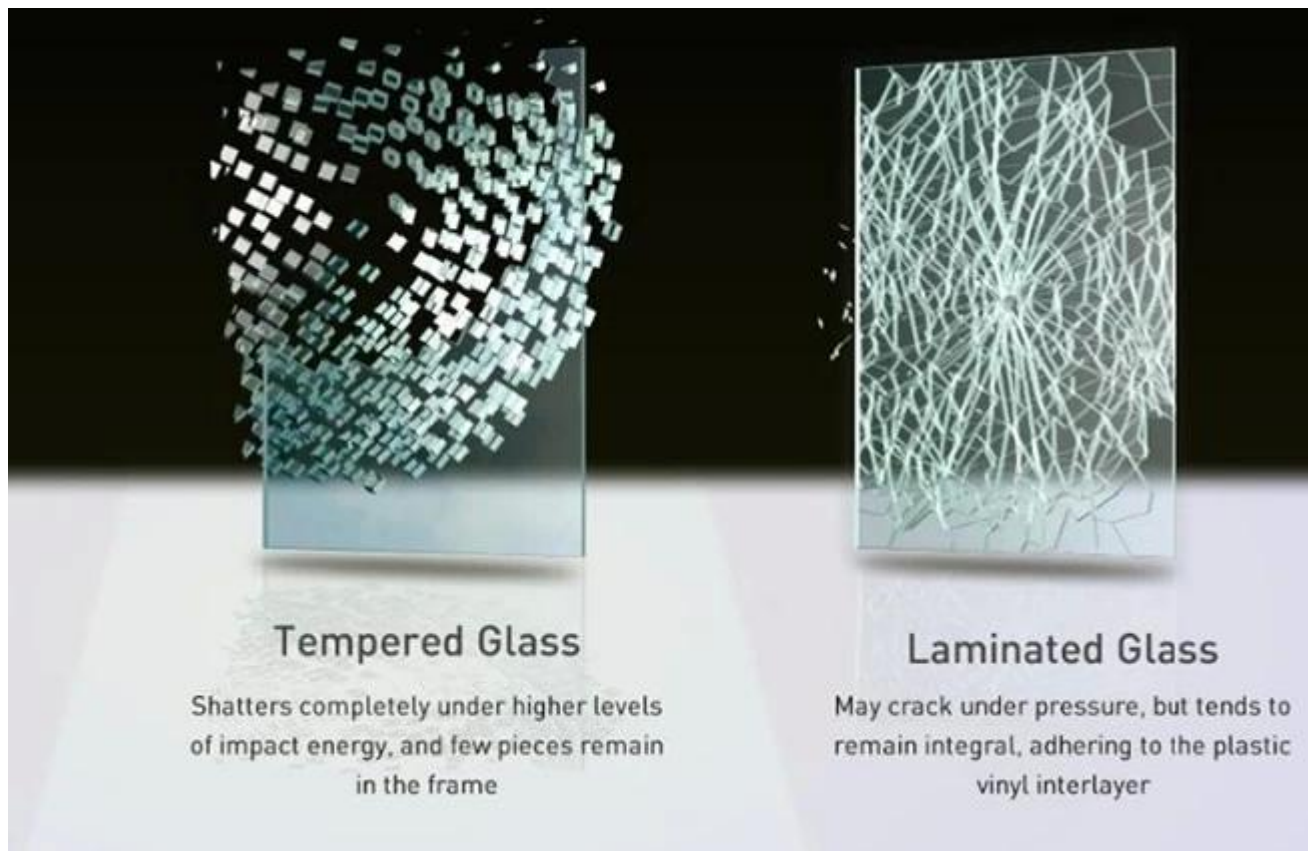 Tempered Glass
Shatters completely under higher levels
of impact energy, and few pieces remain
in the frame
Laminated Glass
May crack under pressure, but tends to
remain integral, adhering to the plastic
vinyl interlayer